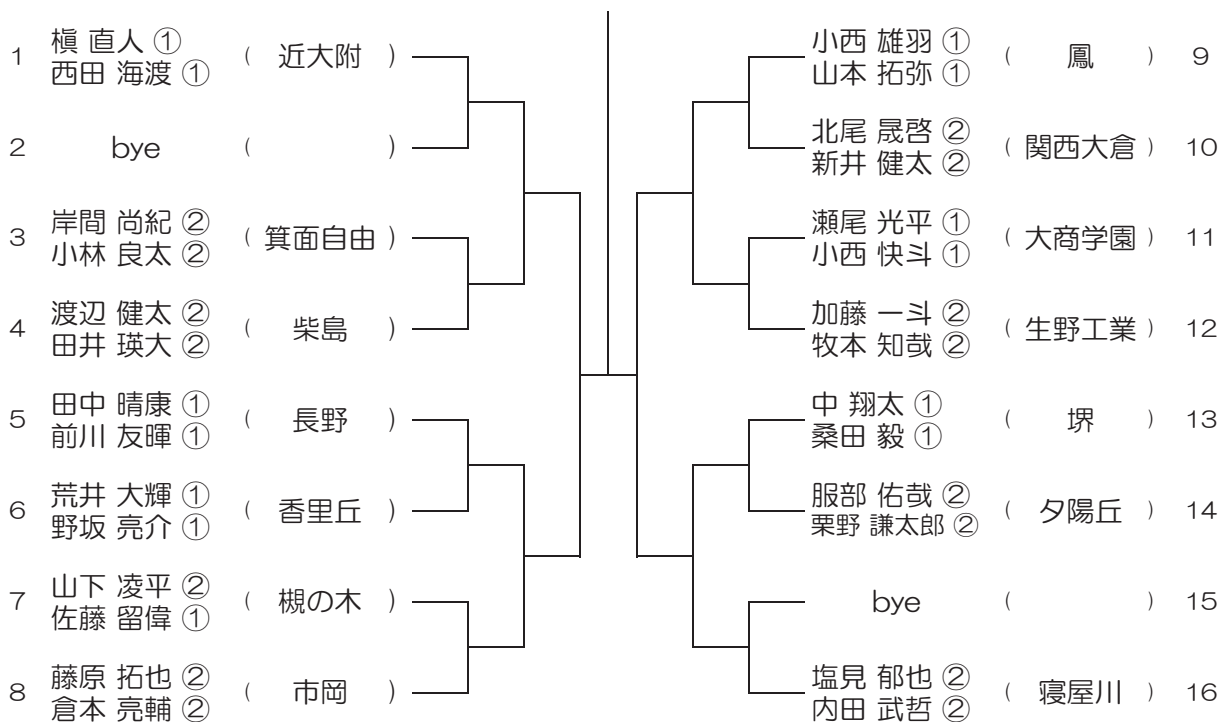 1 槇 直人 ① ( 近大附 )
西田 海渡 ①
2 bye ( )
3 岸間 尚紀 ② ( 箕面自由 )
小林 良太 ②
4 渡辺 健太 ② ( 柴島 )
田井 瑛大 ②
5 田中 晴康 ① ( 長野 )
前川 友暉 ①
6 荒井 大輝 ① ( 香里丘 )
野坂 亮介 ①
7 山下 凌平 ② ( 槻の木 )
佐藤 留偉 ①
8 藤原 拓也 ② ( 市岡 )
倉本 亮輔 ②
小西 雄羽 ① ( 鳳 ) 9
山本 拓弥 ①
北尾 晟啓 ② ( 関西大倉 ) 10
新井 健太 ②
瀬尾 光平 ① ( 大商学園 ) 11
小西 快斗 ①
加藤 一斗 ② ( 生野工業 ) 12
牧本 知哉 ②
中 翔太 ① ( 堺 ) 13
桑田 毅 ①
服部 佑哉 ② ( 夕陽丘 ) 14
栗野 謙太郎 ②
bye ( ) 15
塩見 郁也 ② ( 寝屋川 ) 16
内田 武哲 ②